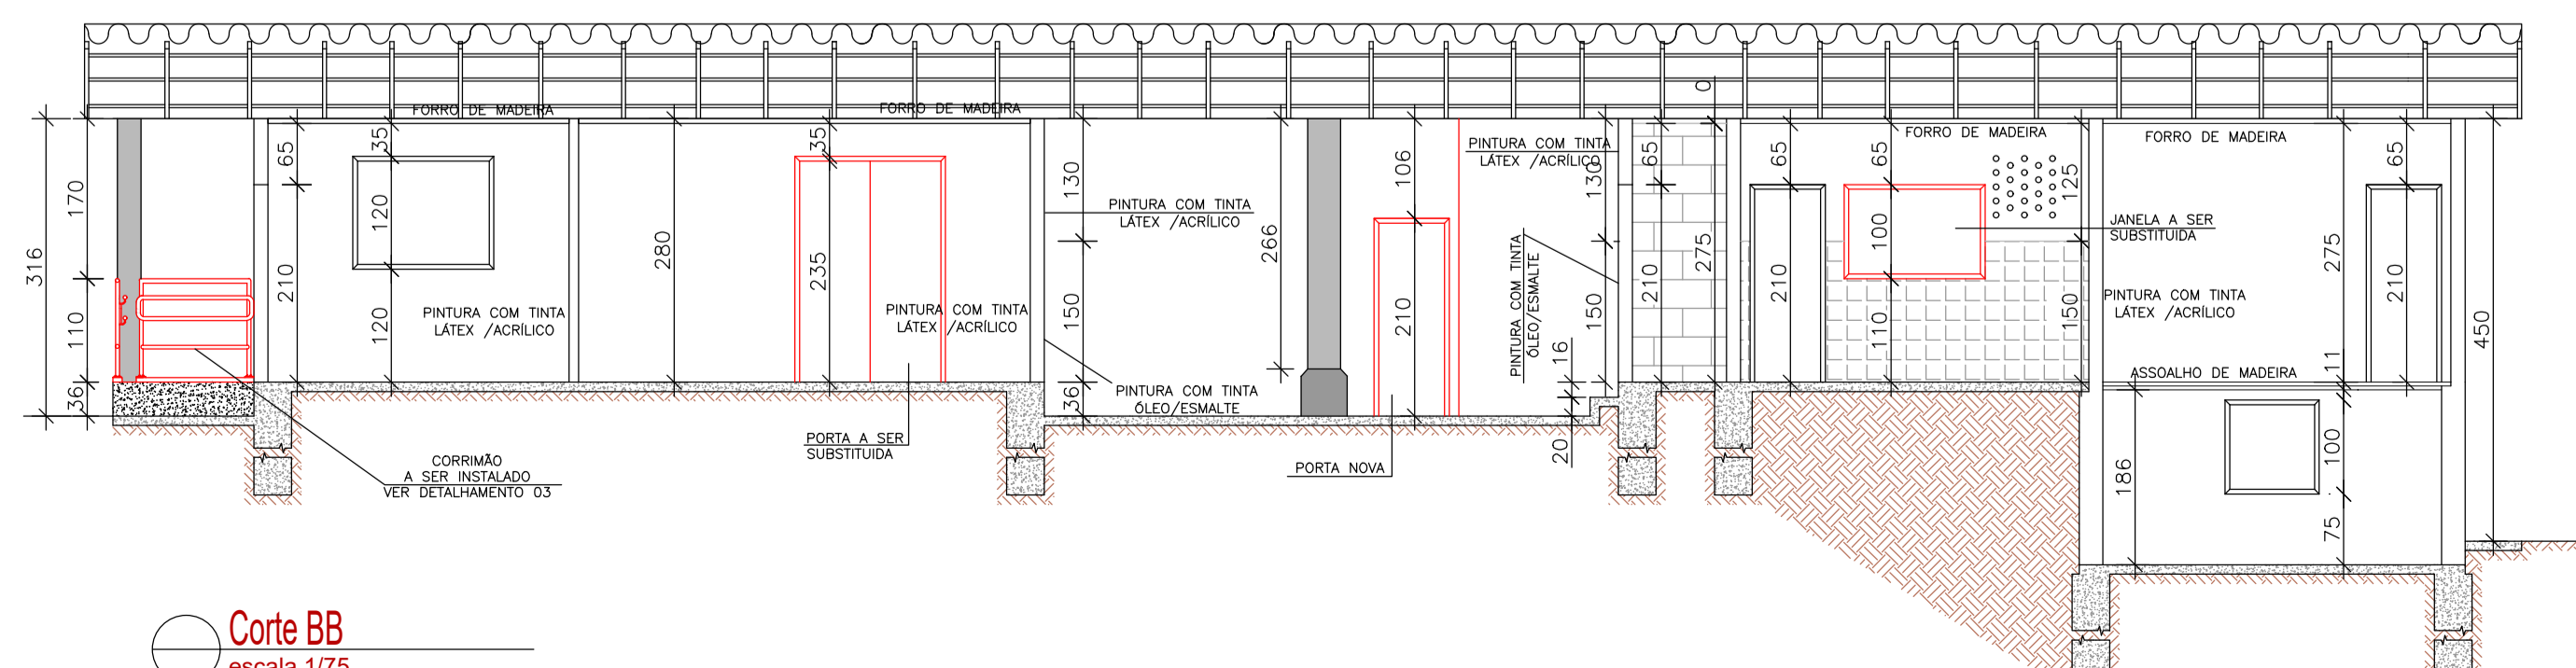 FORRO DE MADEIRA
FORRO DE MADEIRA
FORRO DE MADEIRA
FORRO DE MADEIRA
316
170
110
36
65
210
35
120
120
PINTURA COM TINTA
LÁTEX /ACRÍLICO
280
35
235
PINTURA COM TINTA
LÁTEX /ACRÍLICO
130
150
36
PINTURA COM TINTA
LÁTEX /ACRÍLICO
PINTURA COM TINTA
ÓLEO/ESMALTE
266
106
210
PINTURA COM TINTA
LÁTEX /ACRÍLICO
130
150
16
20
PINTURA COM TINTA
ÓLEO/ESMALTE
65
210
0
275
65
210
65
100
110
125
150
JANELA A SER
SUBSTITUIDA
PINTURA COM TINTA
LÁTEX /ACRÍLICO
275
11
65
210
450
ASSOALHO DE MADEIRA
186
100
75
CORRIMÃO
A SER INSTALADO
VER DETALHAMENTO 03
PORTA A SER
SUBSTITUIDA
PORTA NOVA
Corte BB
escala 1/75